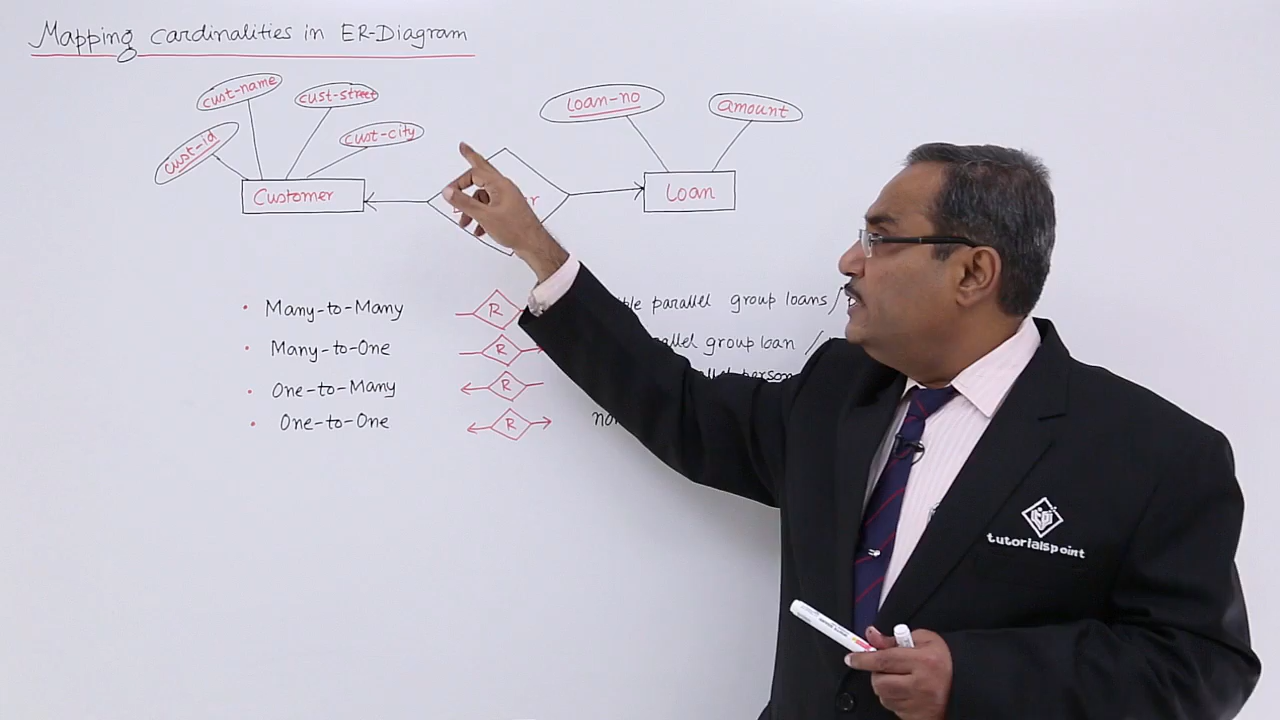 Mapping cardinalities in ER-Diagram
cust-name
cust-street
cust-id
cust-city
loan-no
amount
Customer
Loan
Many-to-Many
R
parallel group loans/
Many-to-One
R
group loan /
One-to-Many
R
One-to-One
R
tutorialspoint